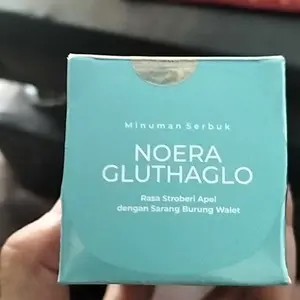 Minuman Serbuk
NOERA
GLUTHAGLO
Rasa Stroberi Apel
dengan Sarang Burung Walet